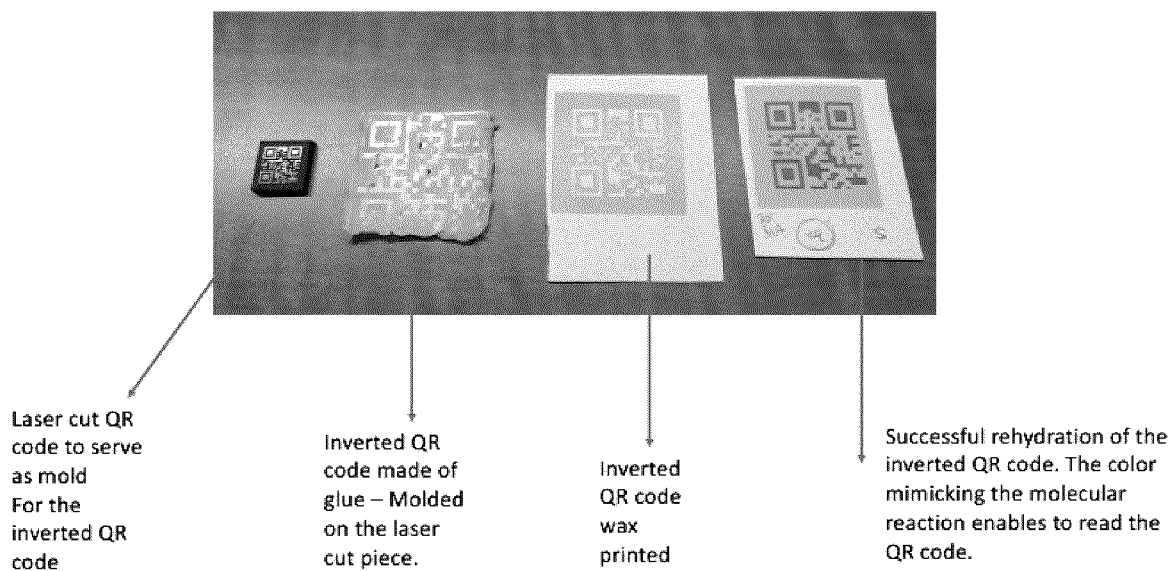 Laser cut QR
code to serve
as mold
For the
inverted QR
code
Inverted QR
code made of
glue – Molded
on the laser
cut piece.
Inverted
QR code
wax
printed
Successful rehydration of the
inverted QR code. The color
mimicking the molecular
reaction enables to read the
QR code.